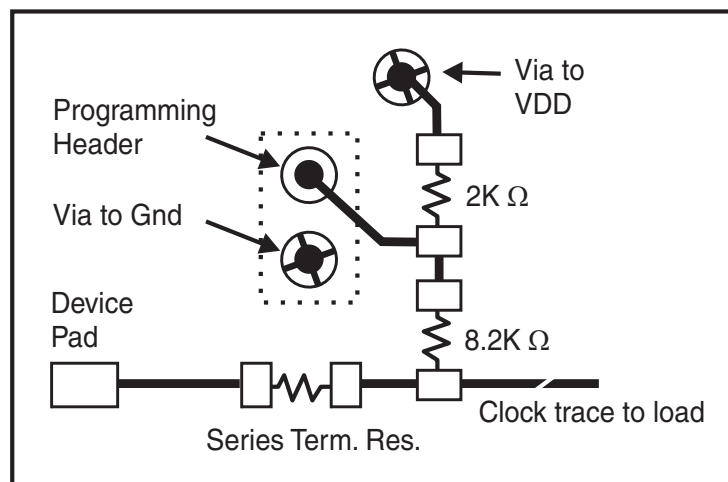 Via to
VDD
Programming
Header
2K Ω
Via to Gnd
Device
Pad
8.2K Ω
Clock trace to load
Series Term. Res.